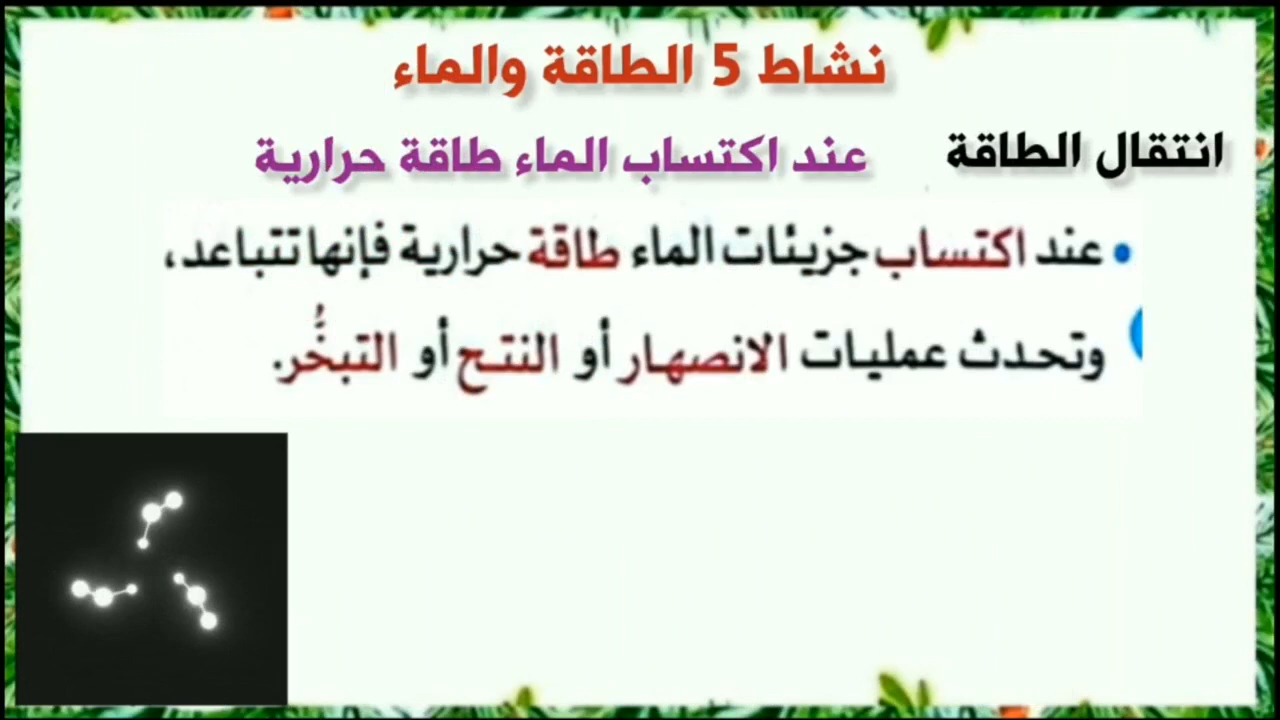 نشاط 5 الطاقة والماء
انتقال الطاقة
عند اكتساب الماء طاقة حرارية
• عند اكتساب جزيئات الماء طاقة حرارية فإنها تتباعد،
وتحدث عمليات الانصهار أو النتح أو التبخُّر.